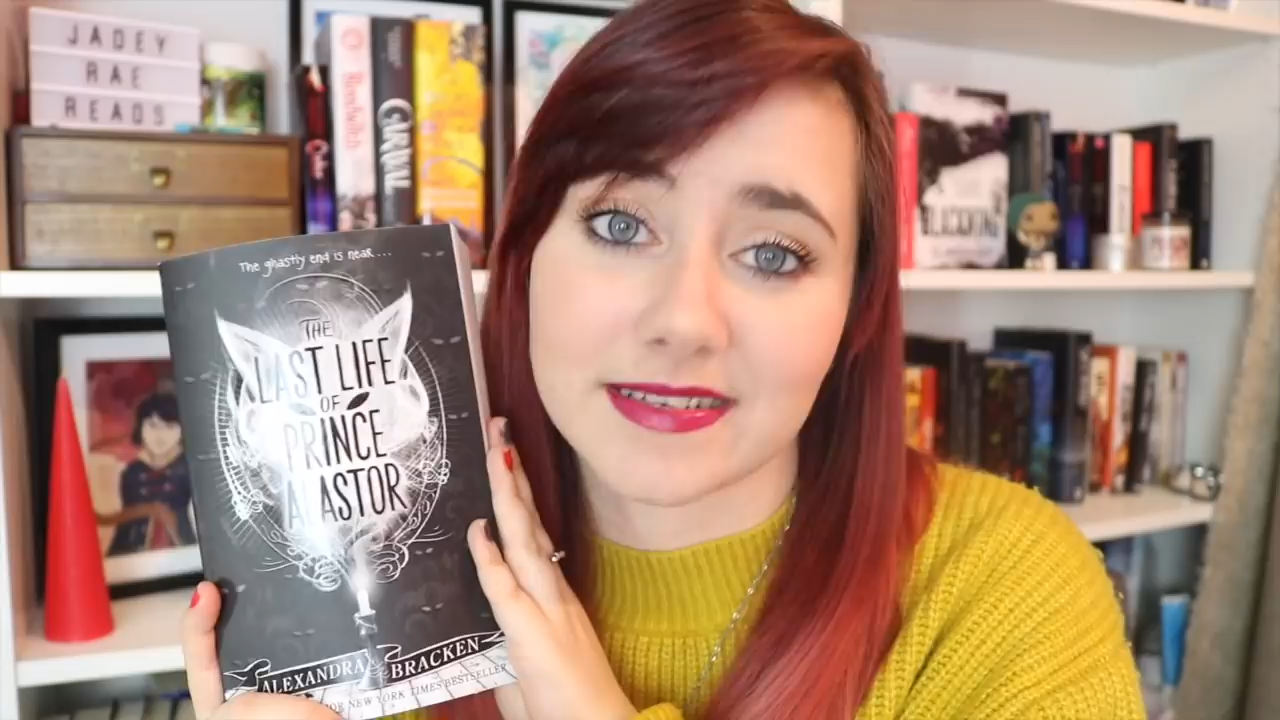 JADEY
RAE
READS
CARAVAL
The ghastly end is near...
THE
LAST LIFE
OF
PRINCE
ALASTOR
ALEXANDRA BRACKEN
NEW YORK TIMES BESTSELLER